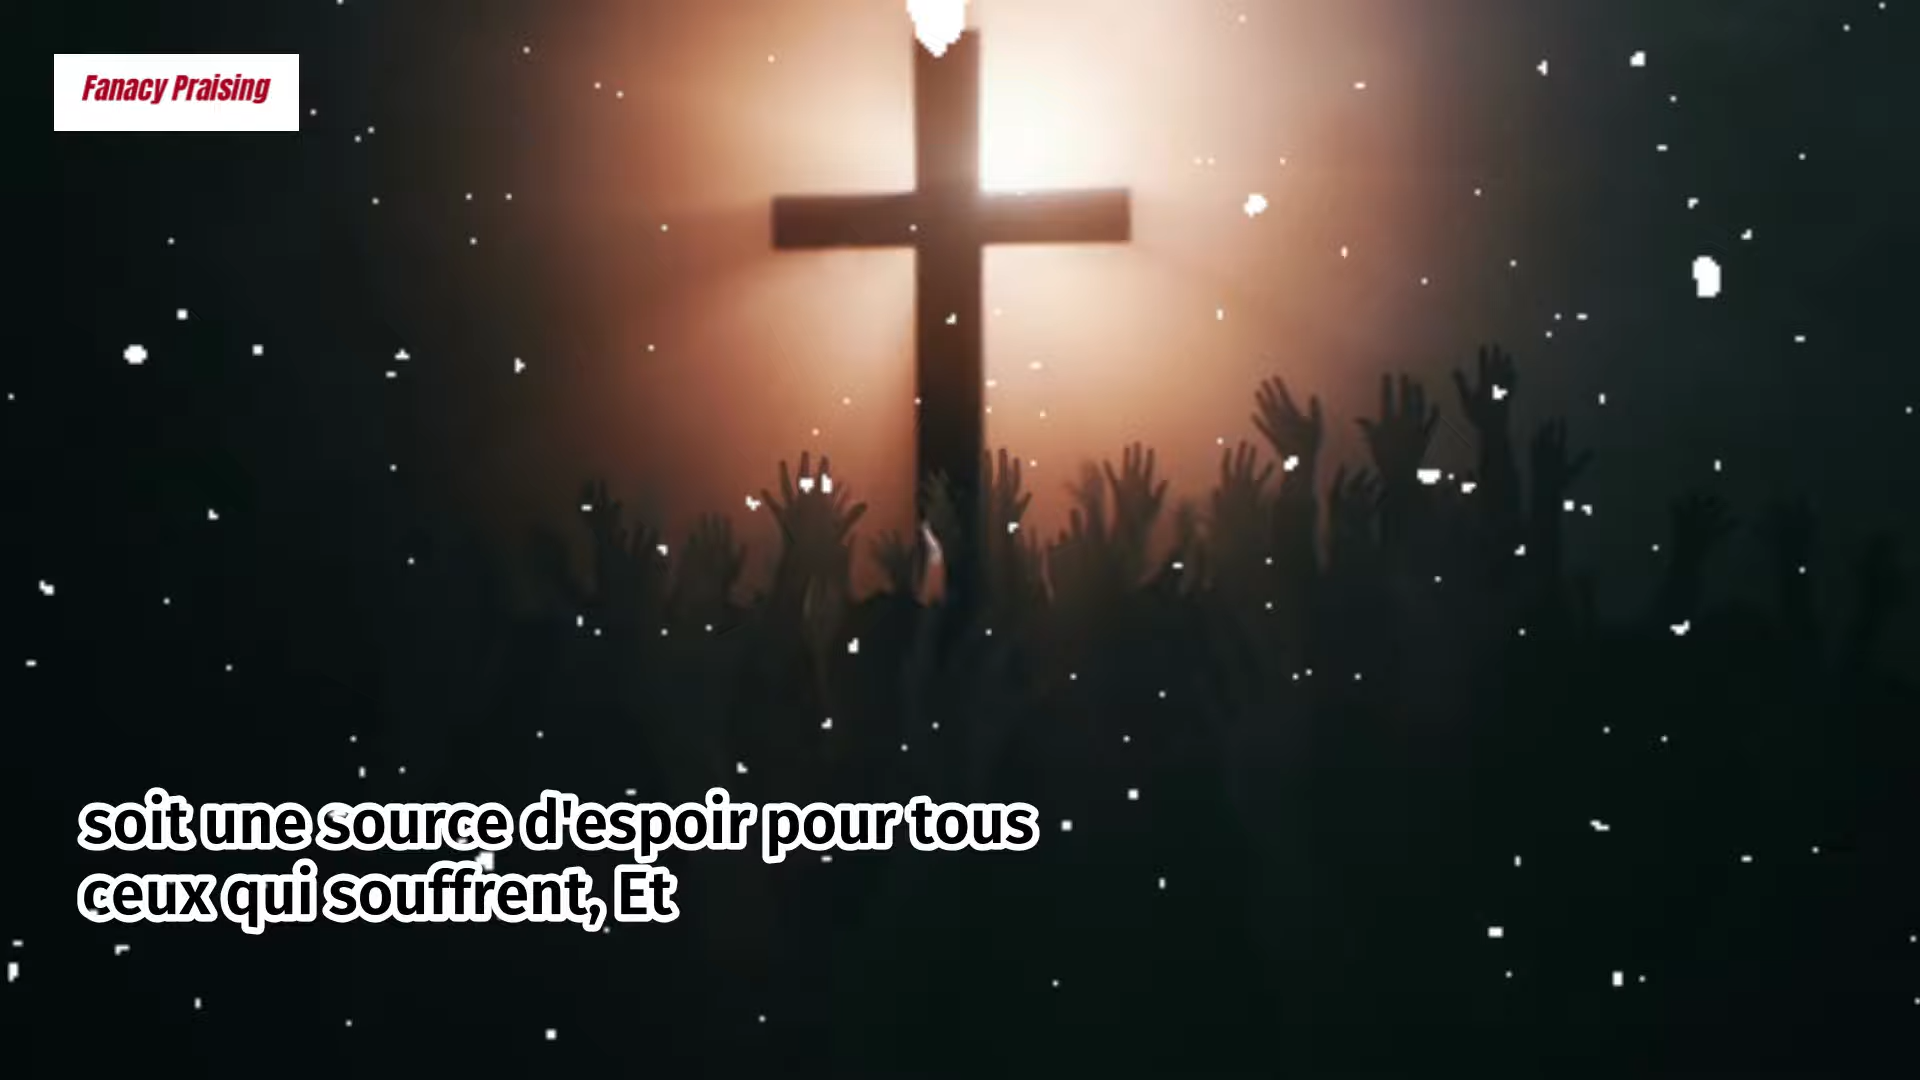 Fanacy Praising
soit une source d'espoir pour tous
ceux qui souffrent, Et